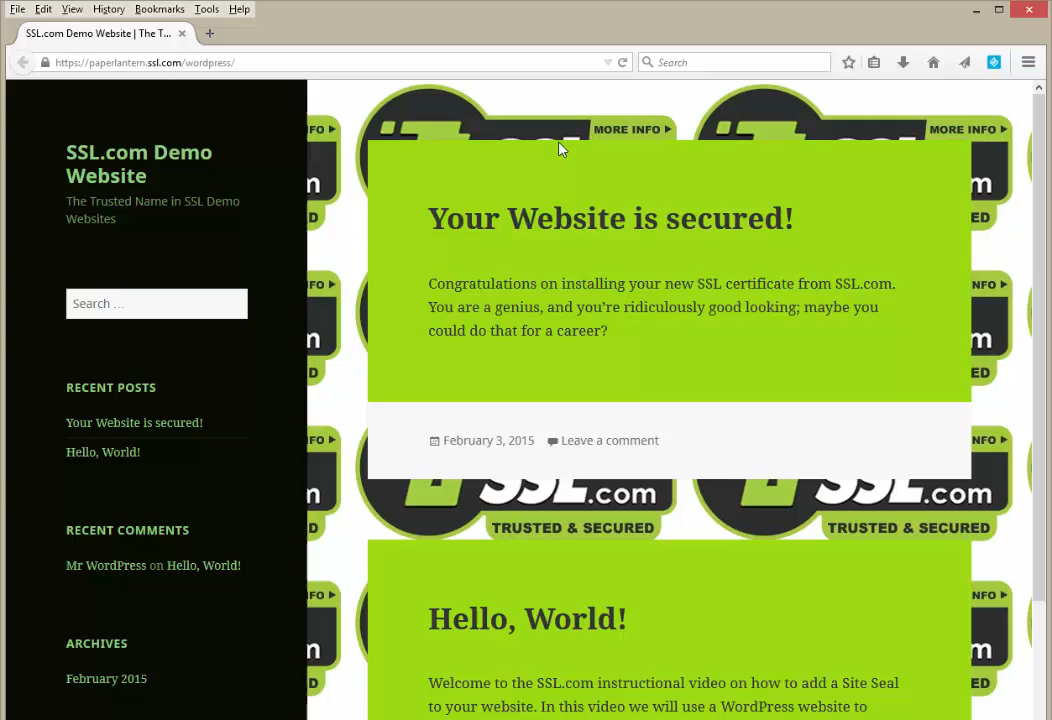 File Edit View History Bookmarks Tools Help
SSL.com Demo Website | The T...
https://paperlantern.ssl.com/wordpress/
Search
SSL.com Demo
Website
The Trusted Name in SSL Demo
Websites
Search ...
RECENT POSTS
Your Website is secured!
Hello, World!
RECENT COMMENTS
Mr WordPress on Hello, World!
ARCHIVES
February 2015
MORE INFO
MORE INFO
Your Website is secured!
Congratulations on installing your new SSL certificate from SSL.com.
You are a genius, and you're ridiculously good looking; maybe you
could do that for a career?
February 3, 2015 Leave a comment
SSL.com
SSL.com
TRUSTED & SECURED
TRUSTED & SECURED
Hello, World!
Welcome to the SSL.com instructional video on how to add a Site Seal
to your website. In this video we will use a WordPress website to